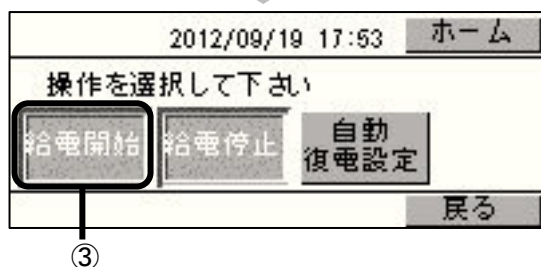 2012/09/19 17:53 ホーム
操作を選択して下さい
給電開始 給電停止 自動
復電設定
戻る
③